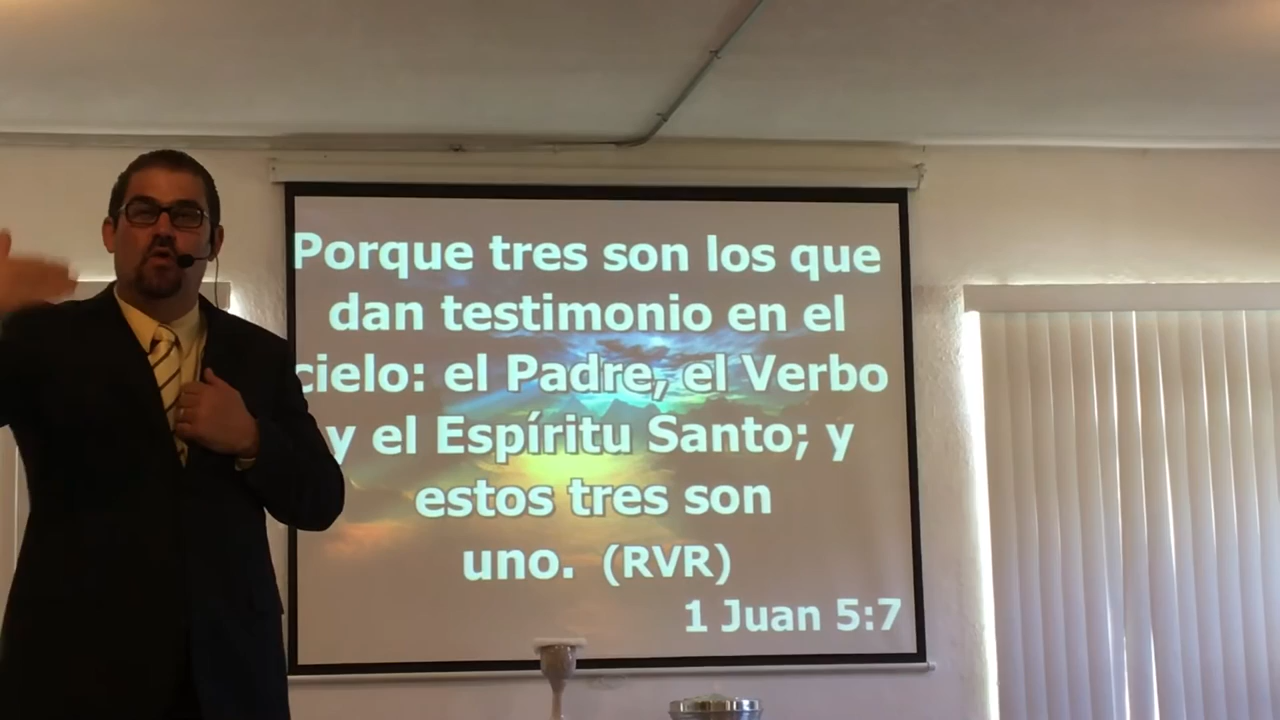 Porque tres son los que
dan testimonio en el
cielo: el Padre, el Verbo
y el Espíritu Santo; y
estos tres son
uno. (RVR)
1 Juan 5:7